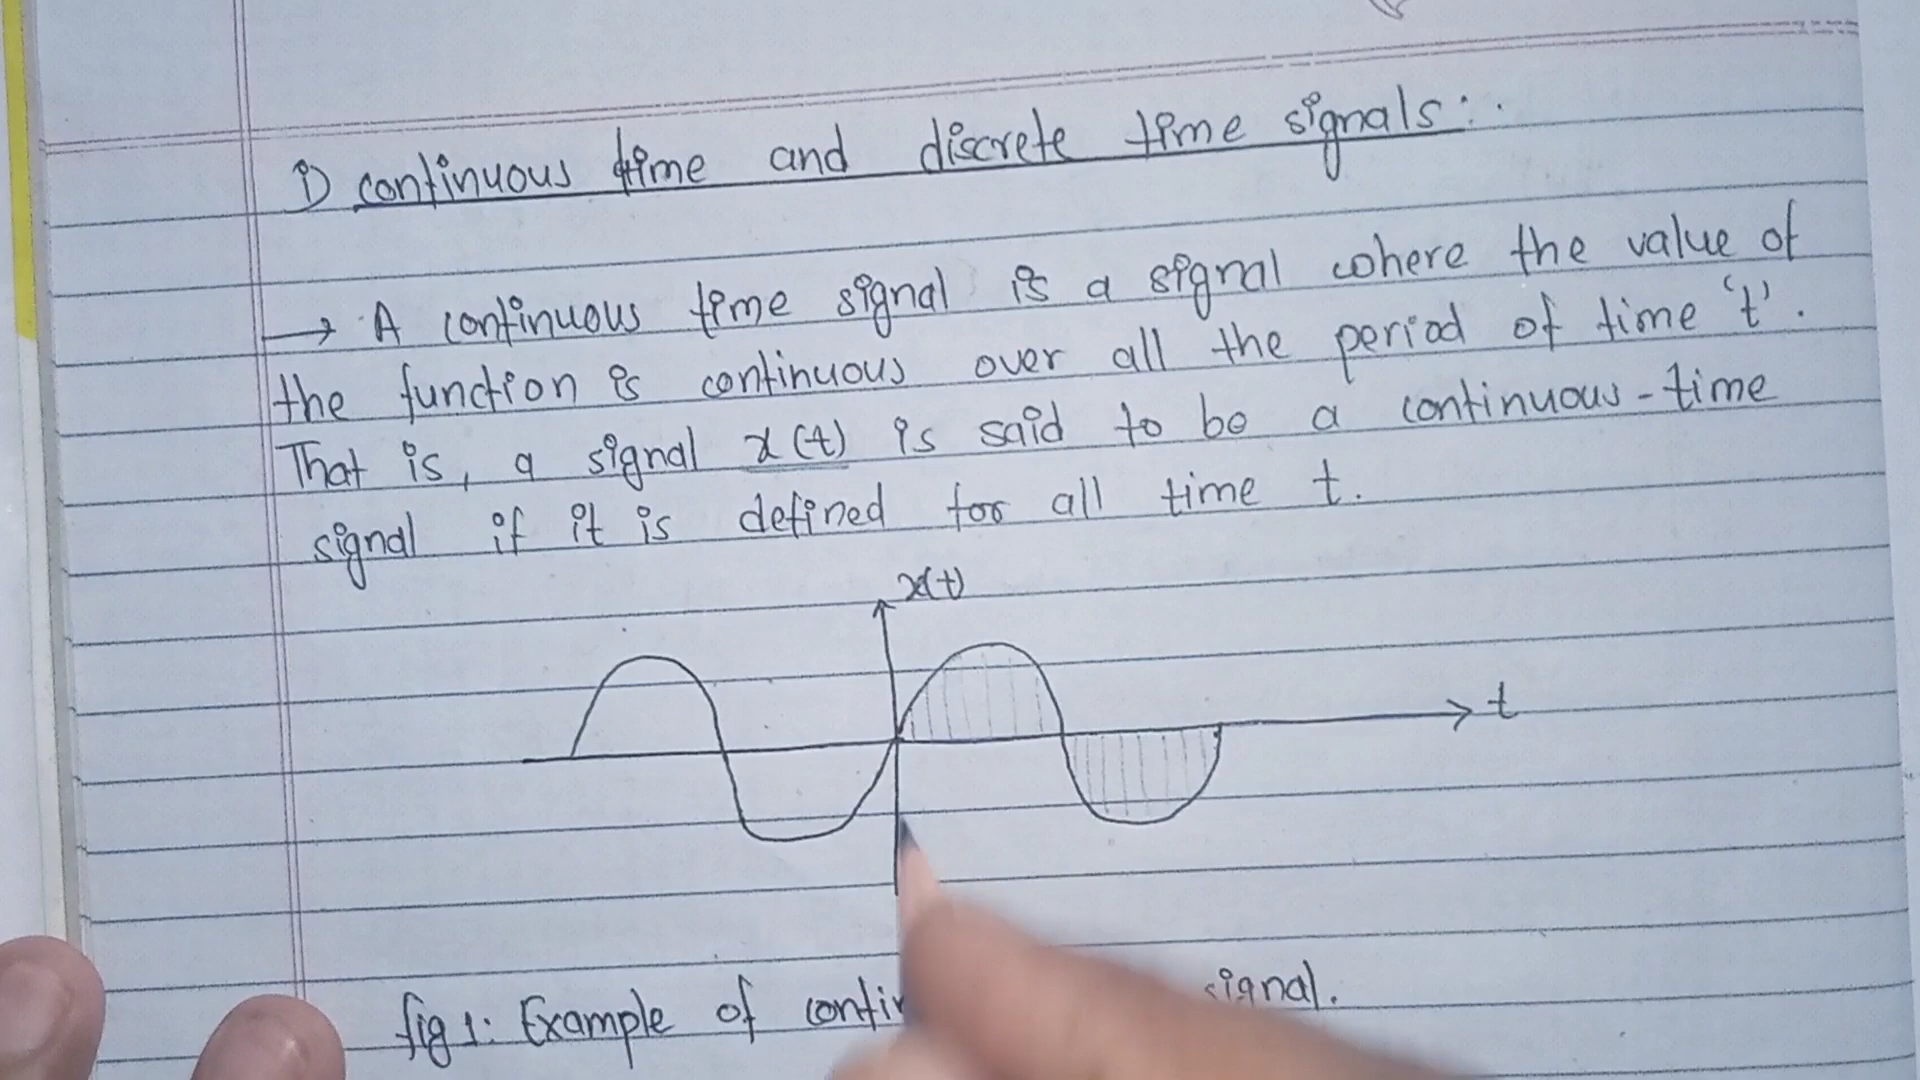 1) continuous time and discrete time signals:
→ A continuous time signal is a signal where the value of
the function is continuous over all the period of time 't'.
That is, a signal x(t) is said to be a continuous-time
signal if it is defined for all time t.
x(t)
t
fig 1: Example of signal.